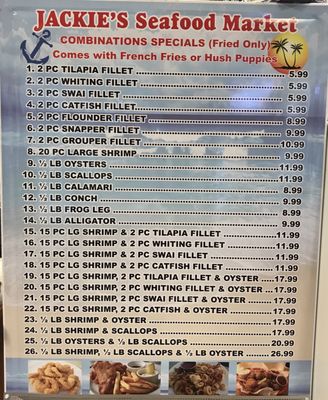 JACKIE'S Seafood Market
COMBINATIONS SPECIALS (Fried Only)
Comes with French Fries or Hush Puppies
1. 2 PC TILAPIA FILLET ........ 5.99
2. 2 PC WHITING FILLET ........ 5.99
3. 2 PC SWAI FILLET ........ 5.99
4. 2 PC CATFISH FILLET ........ 5.99
5. 2 PC FLOUNDER FILLET ........ 8.99
6. 2 PC SNAPPER FILLET ........ 9.99
7. 2 PC GROUPER FILLET ........ 10.99
8. 20 PC LARGE SHRIMP ........ 9.99
9. ½ LB OYSTERS ........ 11.99
10. ½ LB SCALLOPS ........ 11.99
11. ½ LB CALAMARI ........ 8.99
12. ½ LB CONCH ........ 9.99
13. ½ LB FROG LEG ........ 8.99
14. ½ LB ALLIGATOR ........ 9.99
15. 15 PC LG SHRIMP & 2 PC TILAPIA FILLET ........ 11.99
16. 15 PC LG SHRIMP & 2 PC WHITING FILLET ........ 11.99
17. 15 PC LG SHRIMP & 2 PC SWAI FILLET ........ 11.99
18. 15 PC LG SHRIMP & 2 PC CATFISH FILLET ........ 11.99
19. 15 PC LG SHRIMP, 2 PC TILAPIA FILLET & OYSTER ....17.99
20. 15 PC LG SHRIMP, 2 PC WHITING FILLET & OYSTER ...17.99
21. 15 PC LG SHRIMP, 2 PC SWAI FILLET & OYSTER ........ 17.99
22. 15 PC LG SHRIMP, 2 PC CATFISH & OYSTER ........ 17.99
23. ½ LB SHRIMP & OYSTER ........ 17.99
24. ½ LB SHRIMP & SCALLOPS ........ 17.99
25. ½ LB OYSTERS & ½ LB SCALLOPS ........ 20.99
26. ½ LB SHRIMP, ½ LB SCALLOPS & ½ LB OYSTER ........ 26.99